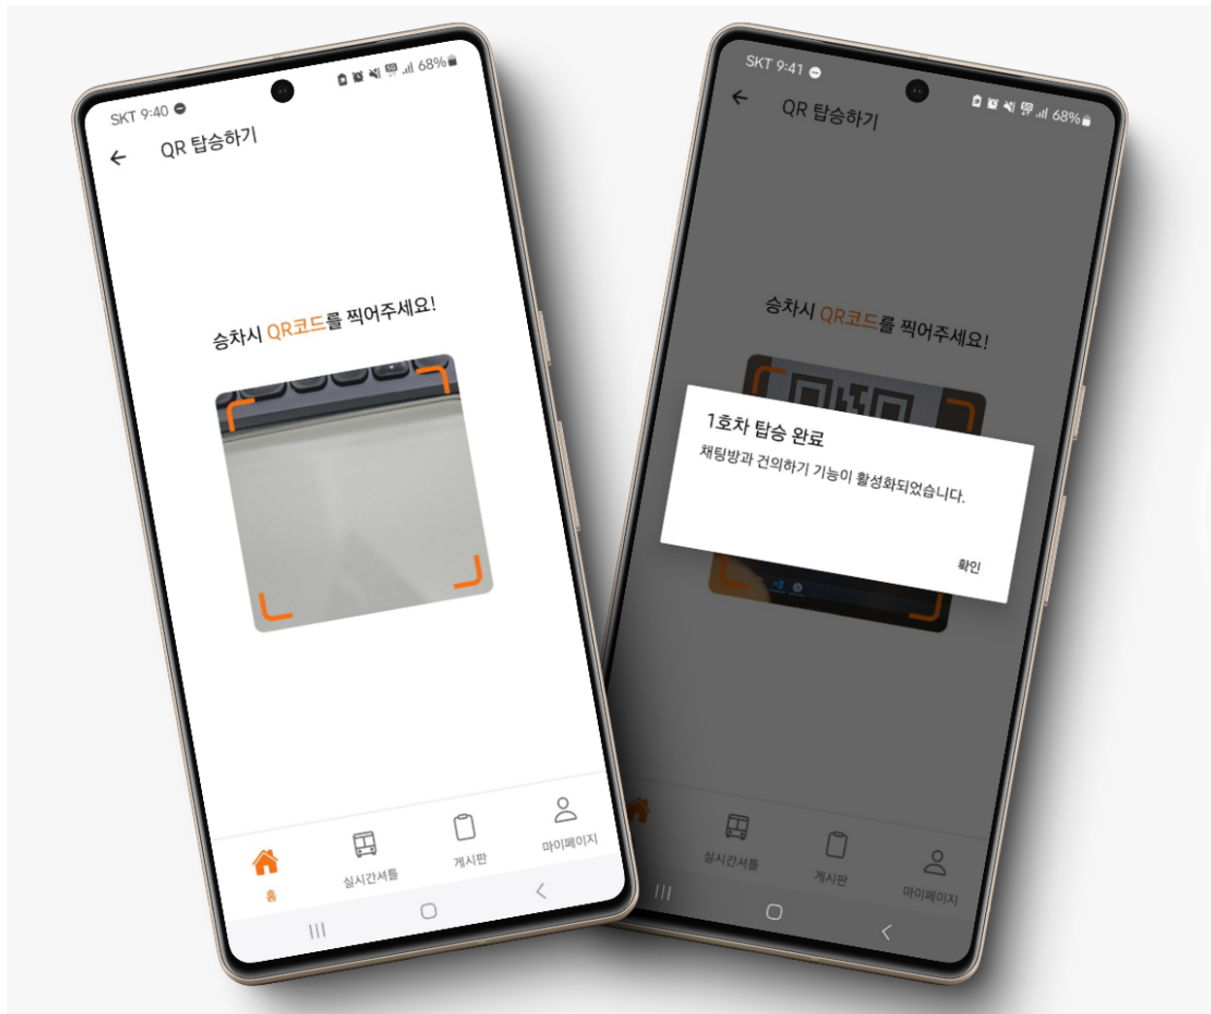 SKT 9:40
68%
QR 탑승하기
승차시 QR코드를 찍어주세요!
홈
실시간셔틀
게시판
마이페이지
SKT 9:41
68%
QR 탑승하기
승차시 QR코드를 찍어주세요!
1호차 탑승 완료
채팅방과 건의하기 기능이 활성화되었습니다.
확인
실시간셔틀
게시판
마이페이지